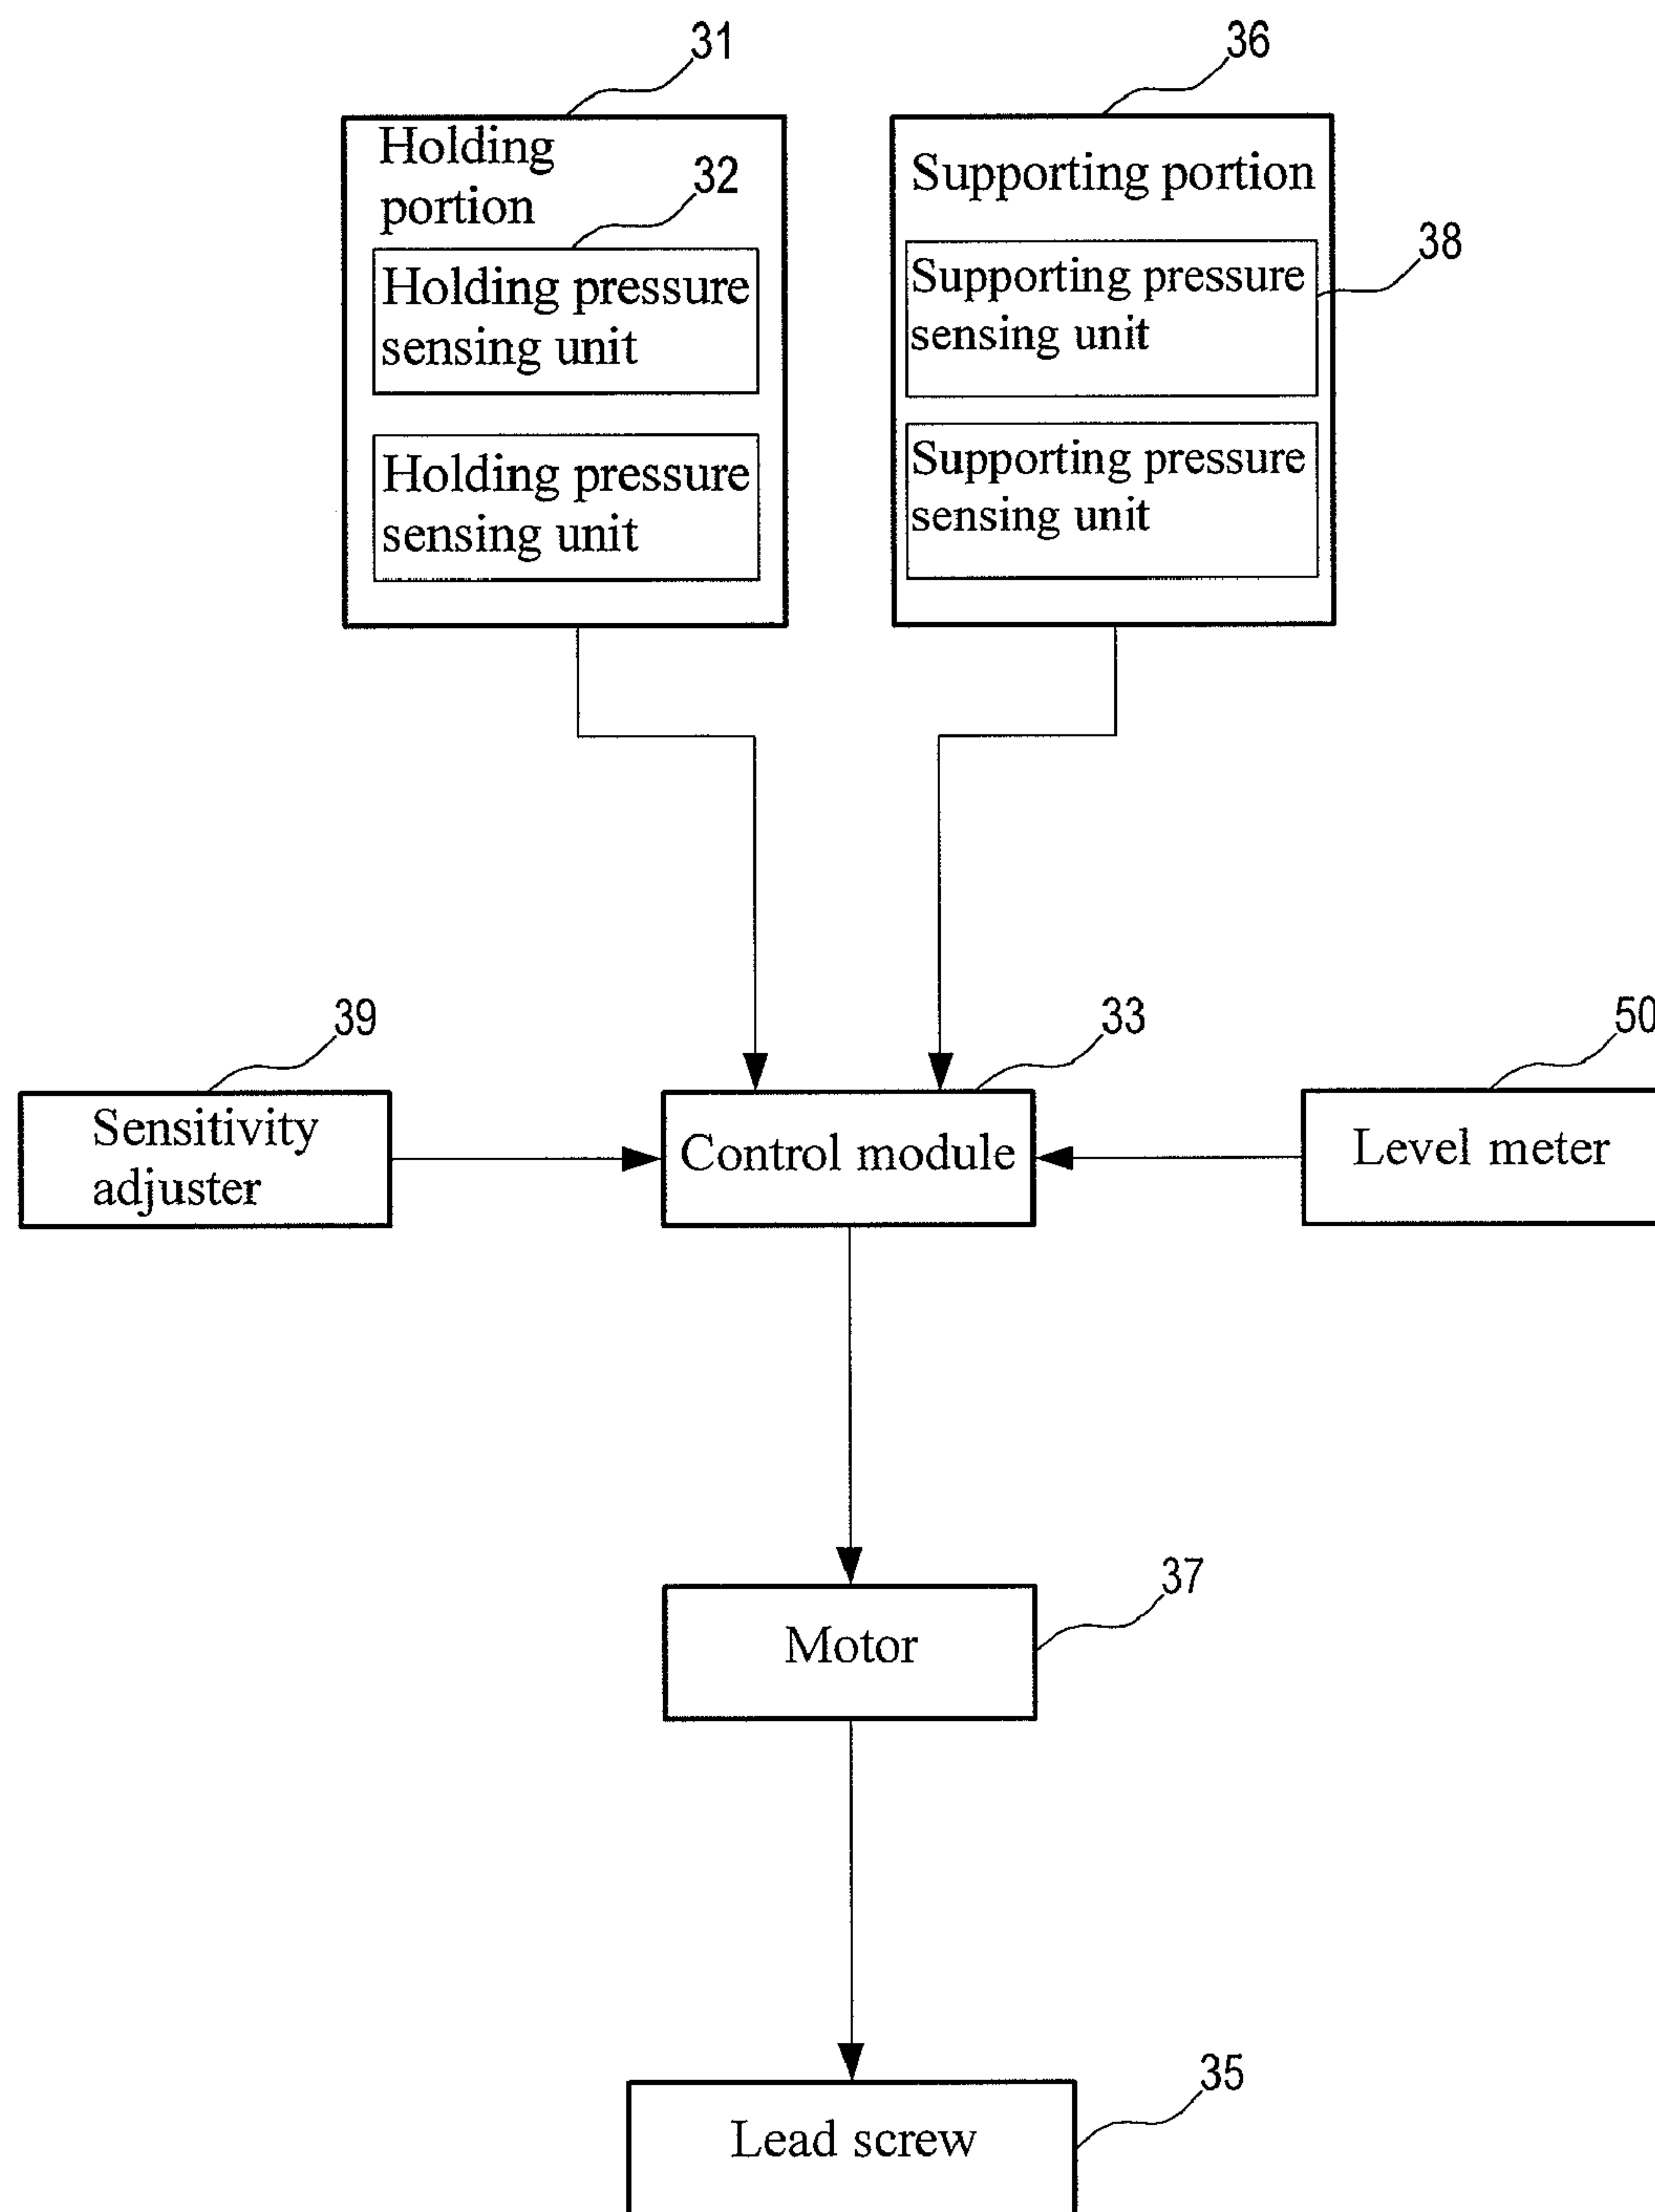 31
36
Holding
portion
32
Supporting portion
38
Holding pressure
sensing unit
Supporting pressure
sensing unit
Holding pressure
sensing unit
Supporting pressure
sensing unit
39
33
50
Sensitivity
adjuster
Control module
Level meter
37
Motor
35
Lead screw